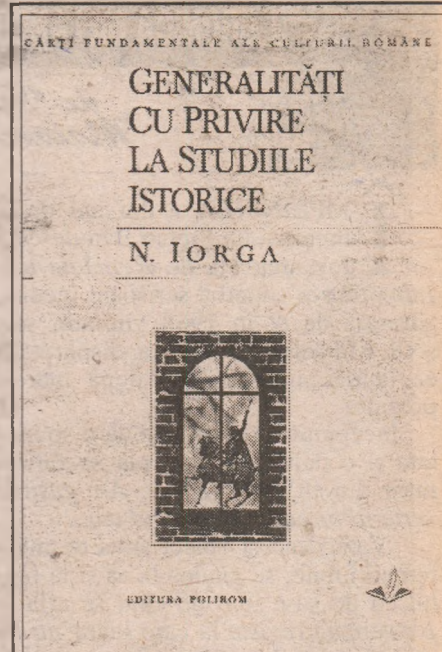 CĂRȚI FUNDAMENTALE ALE CULTURII ROMÂNE
GENERALITĂȚI
CU PRIVIRE
LA STUDIILE
ISTORICE
N. IORGA
EDITURA POLIROM